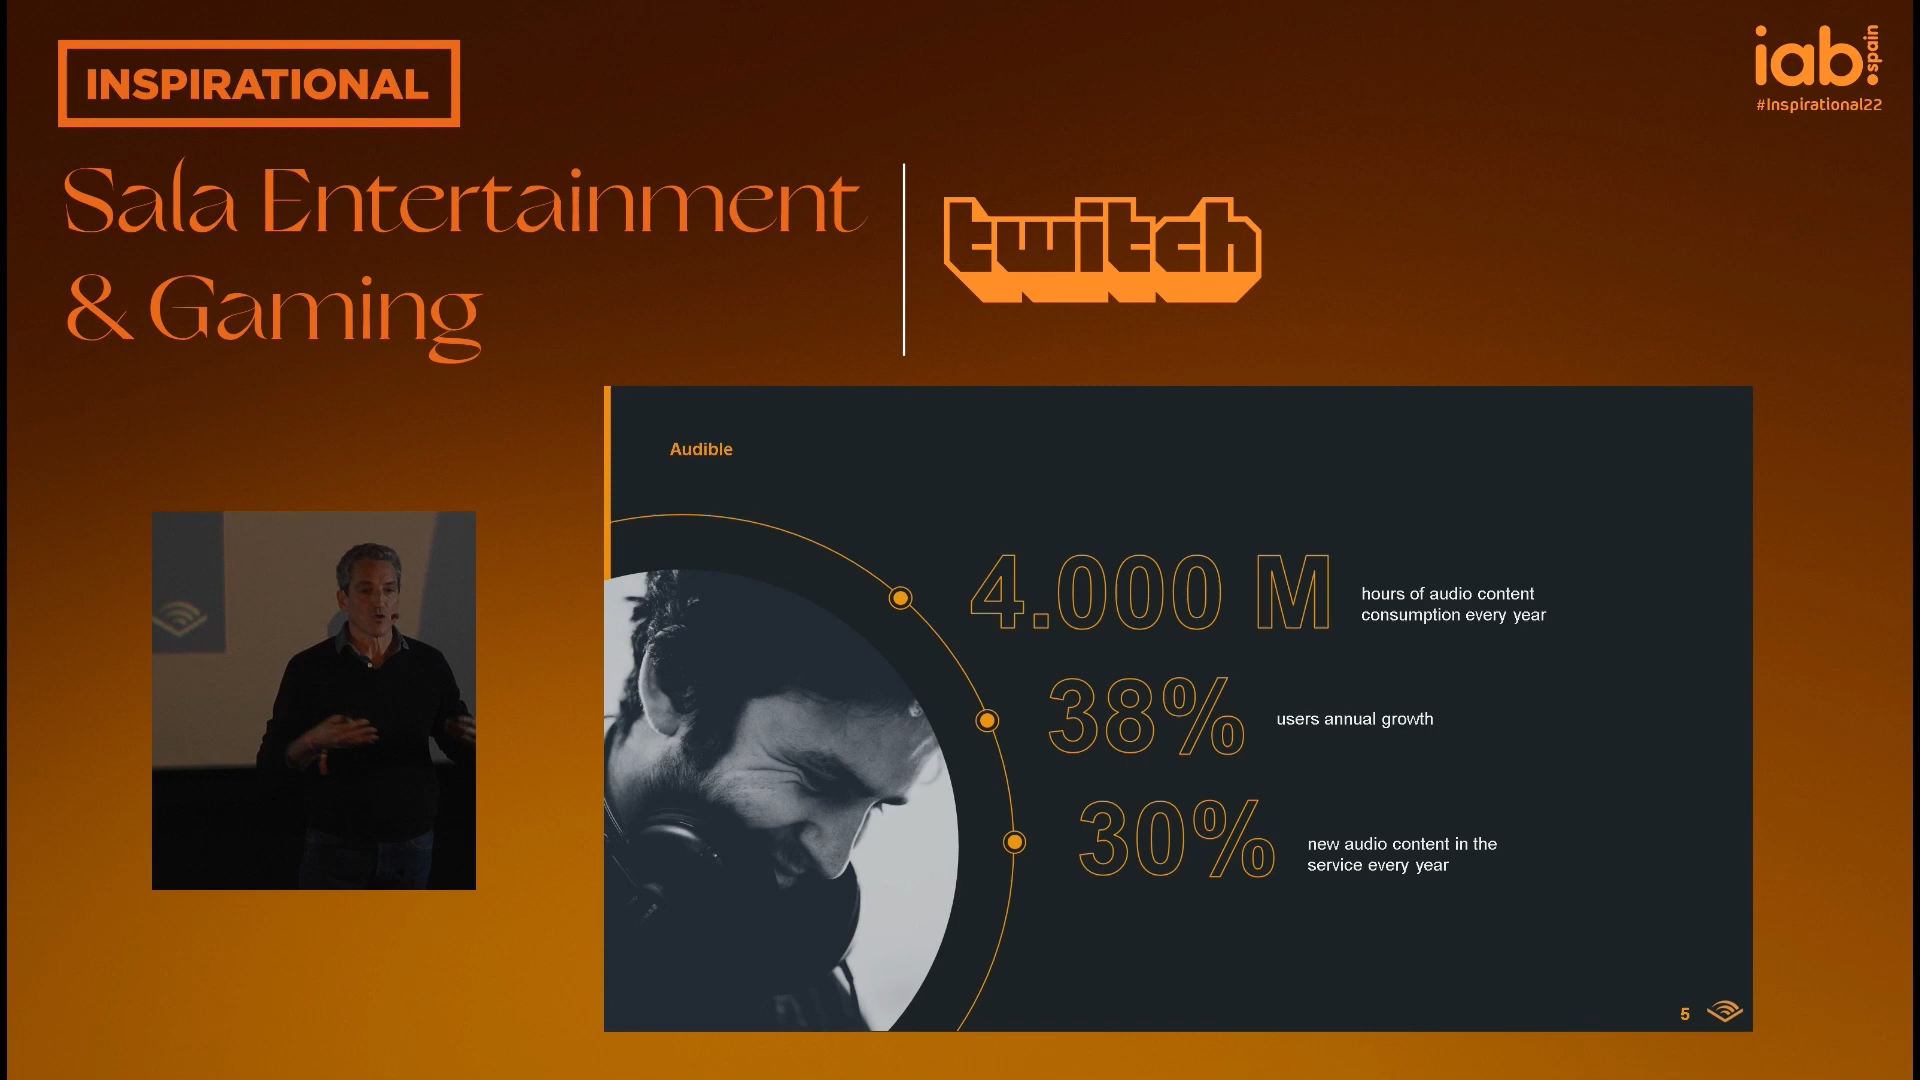 INSPIRATIONAL
iab.spain
#Inspirational22
Sala Entertainment
& Gaming
twitch
Audible
4.000 M
hours of audio content
consumption every year
38%
users annual growth
30%
new audio content in the
service every year
5